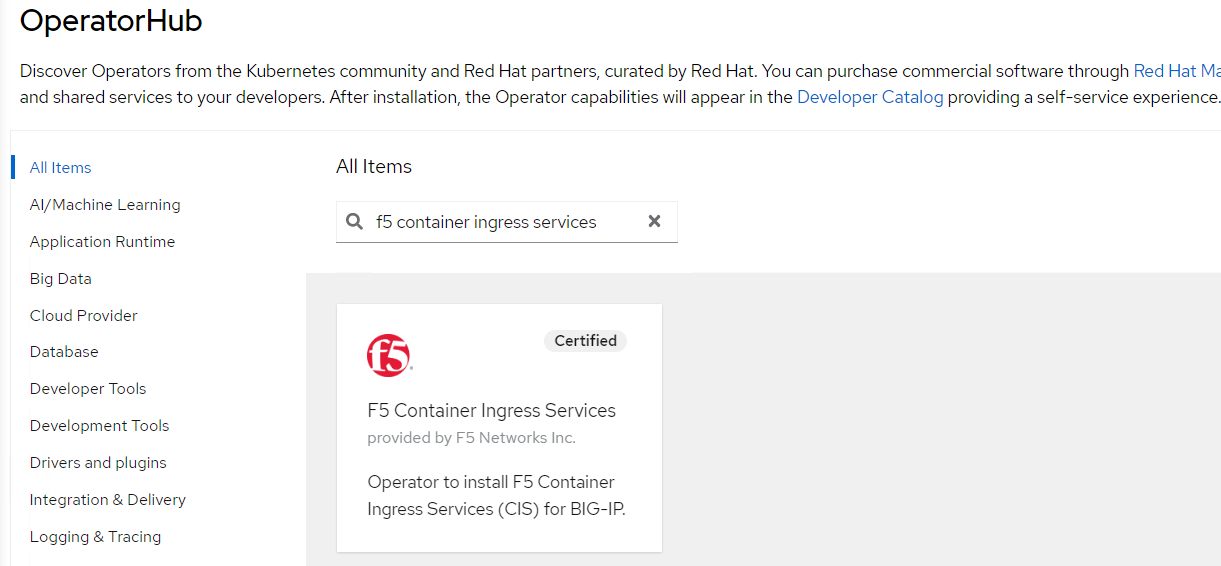 OperatorHub
Discover Operators from the Kubernetes community and Red Hat partners, curated by Red Hat. You can purchase commercial software through Red Hat
and shared services to your developers. After installation, the Operator capabilities will appear in the Developer Catalog providing a self-service experience.
All Items
AI/Machine Learning
Application Runtime
Big Data
Cloud Provider
Database
Developer Tools
Development Tools
Drivers and plugins
Integration & Delivery
Logging & Tracing
All Items
f5 container ingress services
f5
Certified
F5 Container Ingress Services
provided by F5 Networks Inc.
Operator to install F5 Container
Ingress Services (CIS) for BIG-IP.